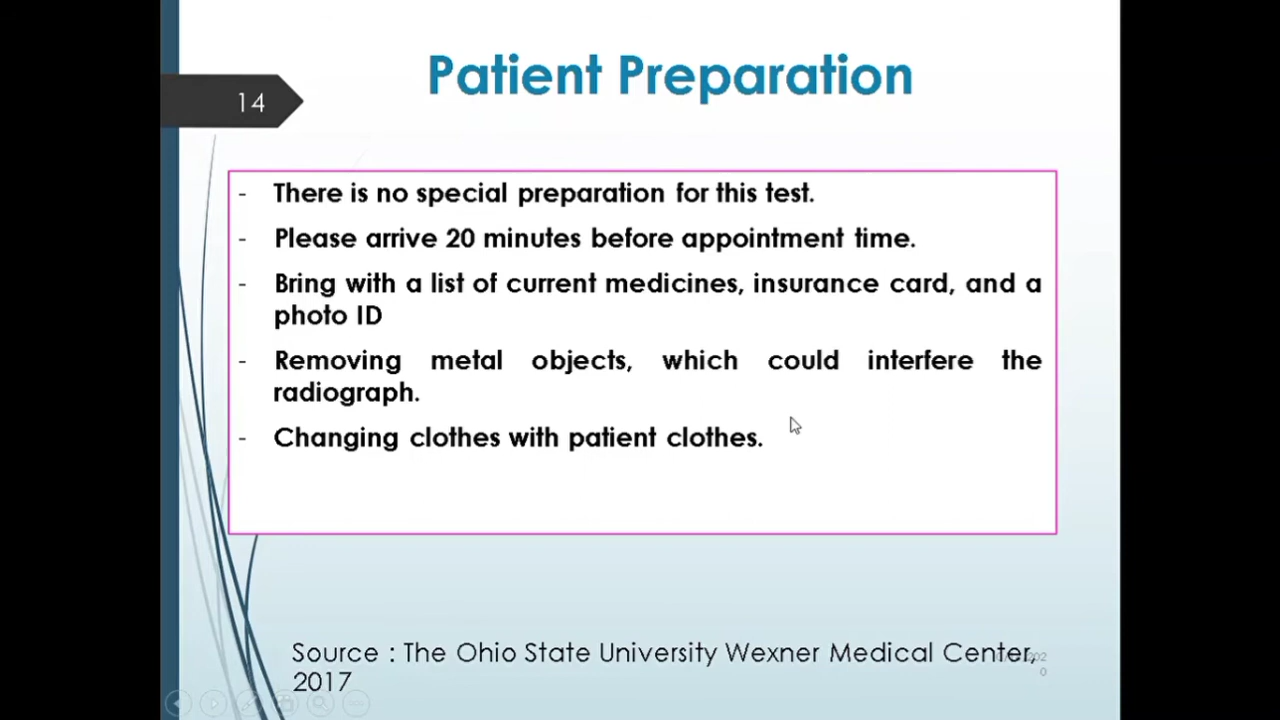 Patient Preparation
14
- There is no special preparation for this test.
- Please arrive 20 minutes before appointment time.
- Bring with a list of current medicines, insurance card, and a
photo ID
- Removing metal objects, which could interfere the
radiograph.
- Changing clothes with patient clothes.
Source : The Ohio State University Wexner Medical Center,
2017